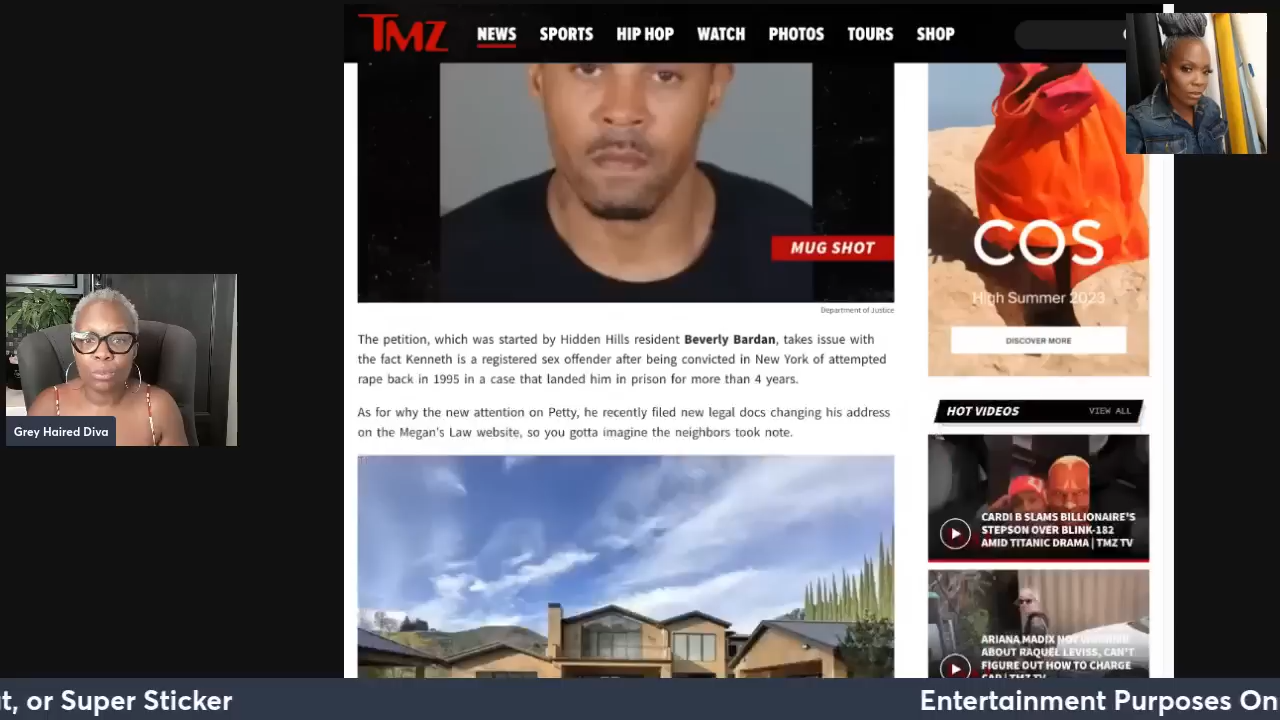 TMZ
NEWS SPORTS HIP HOP WATCH PHOTOS TOURS SHOP
MUG SHOT
Department of Justice
The petition, which was started by Hidden Hills resident Beverly Bardan, takes issue with
the fact Kenneth is a registered sex offender after being convicted in New York of attempted
rape back in 1995 in a case that landed him in prison for more than 4 years.
As for why the new attention on Petty, he recently filed new legal docs changing his address
on the Megan's Law website, so you gotta imagine the neighbors took note.
COS
High Summer 2023
DISCOVER MORE
HOT VIDEOS
VIEW ALL
CARDI B SLAMS BILLIONAIRE'S
STEPSON OVER BLINK-182
AMID TITANIC DRAMA | TMZ TV
ARIANA MADIX NOT
ABOUT RAQUEL LEVISS, CAN'T
FIGURE OUT HOW TO CHARGE
CAR | TMZ TV
Grey Haired Diva
t, or Super Sticker
Entertainment Purposes On